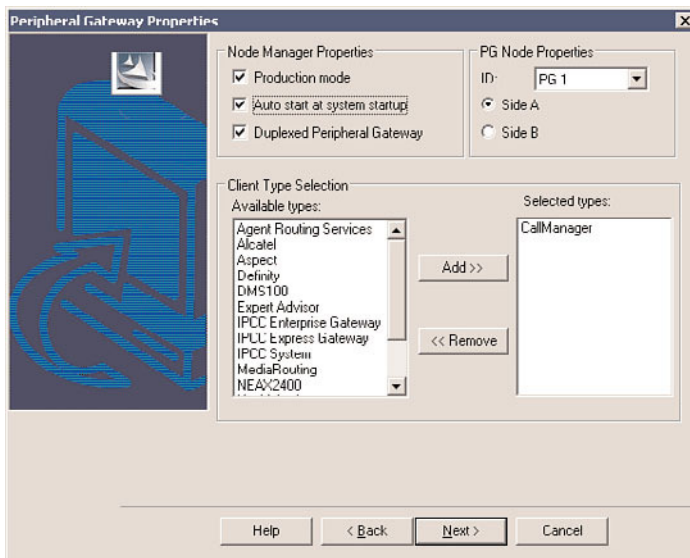 Peripheral Gateway Properties
Node Manager Properties
Production mode
Auto start at system startup
Duplexed Peripheral Gateway
PG Node Properties
ID:
PG 1
Side A
Side B
Client Type Selection
Available types:
Agent Routing Services
Alcatel
Aspect
Definity
DMS100
Expert Advisor
IPCC Enterprise Gateway
IPCC Express Gateway
IPCC System
MediaRouting
NEAX2400
Add >>
<< Remove
Selected types:
CallManager
Help
< Back
Next >
Cancel